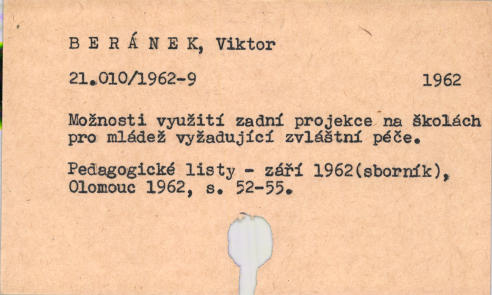 B E R Á N E K, Viktor
21.010/1962-9 1962
Možnosti využití zadní projekce na školách
pro mládež vyžadující zvláštní péče.
Pedagogické listy - září 1962(sborník),
Olomouc 1962, s. 52-55.